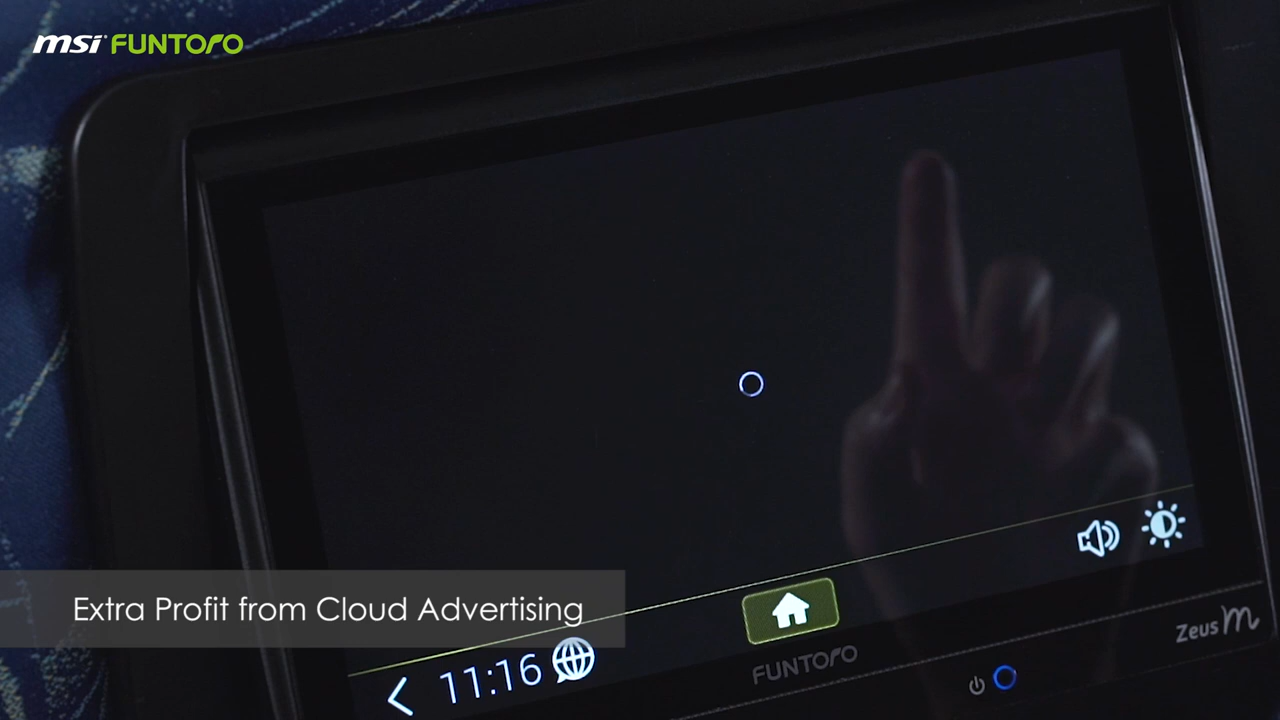 msi FUNTORO
Extra Profit from Cloud Advertising
11:16
FUNTORO
Zeus m